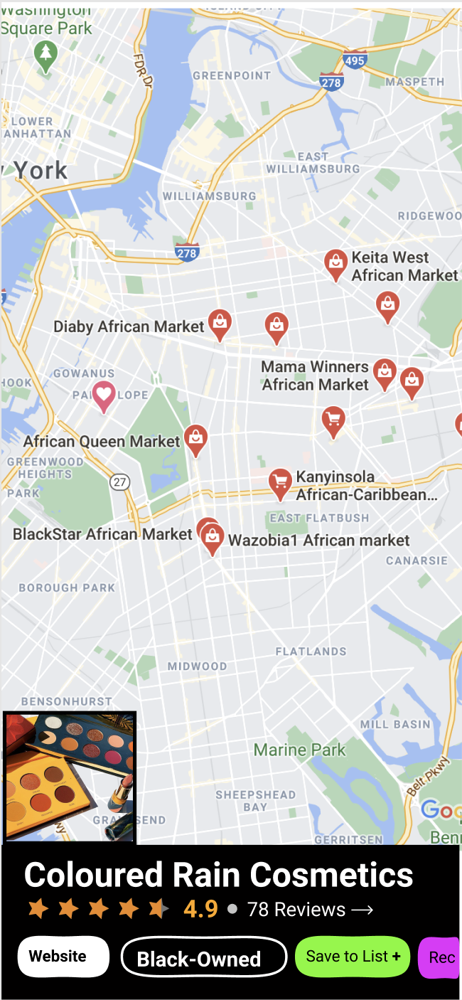 Washington
Square Park
ISLAND CITY
FDR Dr
GREENPOINT
495
278
MASPETH
LOWER
ANHATTAN
EAST
WILLIAMSBURG
York
WILLIAMSBURG
RIDGEWOO
278
Keita West
African Market
Diaby African Market
Mama Winners
African Market
GOWANUS
HOOK
PA LOPE
African Queen Market
GREENWOOD
HEIGHTS
27
PARK
Kanyinsola
African-Caribbean...
EAST FLATBUSH
BlackStar African Market
Wazobia1 African market
CANARSIE
BOROUGH PARK
FLATLANDS
MIDWOOD
BENSONHURST
MILL BASIN
Marine Park
Belt Pkwy
SHEEPSHEAD
BAY
Goo
GRA SEND
wy
GERRITSEN
Benn
Coloured Rain Cosmetics
4.9 ● 78 Reviews →
Website
Black-Owned
Save to List +
Rec